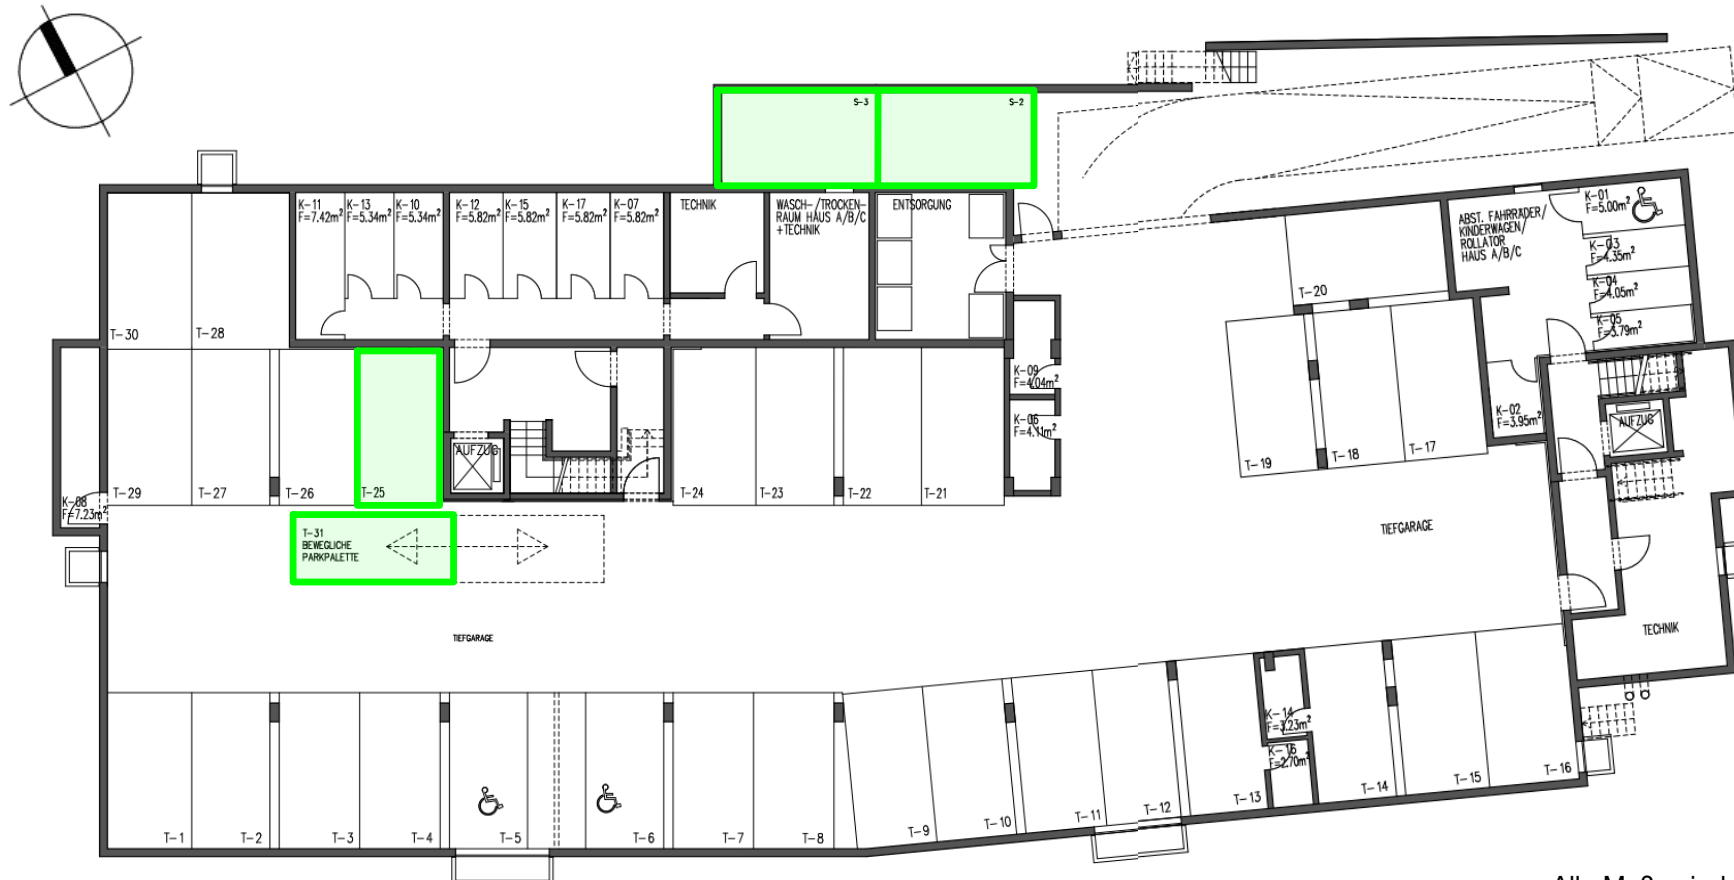 S-3
S-2
K-11
F=7.42m²
K-13
F=5.34m²
K-10
F=5.34m²
K-12
F=5.82m²
K-15
F=5.82m²
K-17
F=5.82m²
K-07
F=5.82m²
TECHNIK
WASCH-/TROCKEN-
RAUM HAUS A/B/C
+TECHNIK
ENTSORGUNG
ABST. FAHRRÄDER/
KINDERWAGEN/
ROLLATOR
HAUS A/B/C
K-01
F=5.00m²
K-03
F=4.35m²
K-04
F=4.05m²
K-05
F=3.79m²
T-30
T-28
T-20
K-09
F=4.04m²
K-06
F=4.11m²
K-02
F=3.95m²
AUFZUG
AUFZUG
T-19
T-18
T-17
K-08
F=7.23m²
T-29
T-27
T-26
T-25
T-24
T-23
T-22
T-21
T-31
BEWEGLICHE
PARKPALETTE
TIEFGARAGE
TIEFGARAGE
TECHNIK
K-14
F=3.23m²
K-16
F=2.70m²
T-1
T-2
T-3
T-4
T-5
T-6
T-7
T-8
T-9
T-10
T-11
T-12
T-13
T-14
T-15
T-16